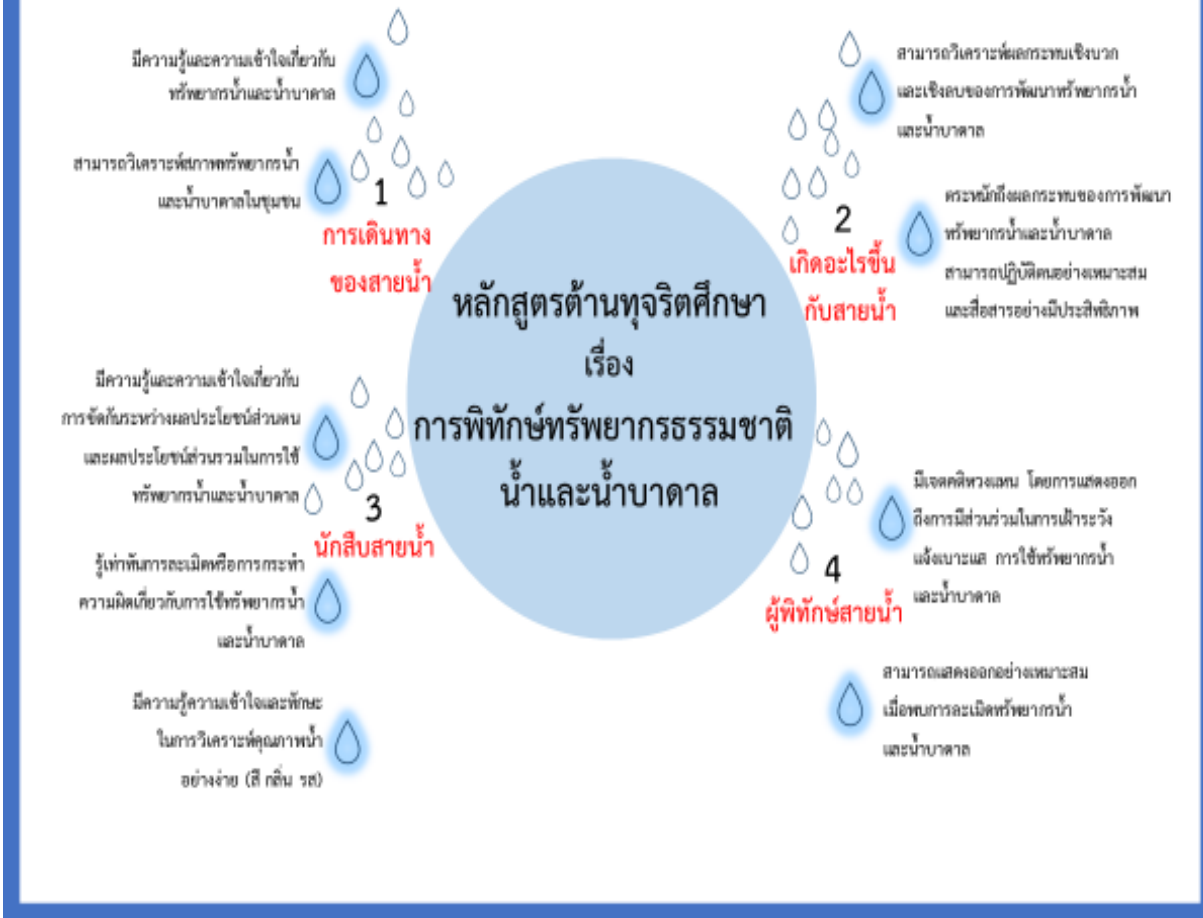 หลักสูตรต้านทุจริตศึกษา
เรื่อง
การพิทักษ์ทรัพยากรธรรมชาติ
น้ำและน้ำบาดาล
มีความรู้และความเข้าใจเกี่ยวกับ
ทรัพยากรน้ำและน้ำบาดาล
สามารถวิเคราะห์สภาพทรัพยากรน้ำ
และน้ำบาดาลในชุมชน
1
การเดินทาง
ของสายน้ำ
สามารถวิเคราะห์ผลกระทบเชิงบวก
และเชิงลบของการพัฒนาทรัพยากรน้ำ
และน้ำบาดาล
2
เกิดอะไรขึ้น
กับสายน้ำ
ตระหนักถึงผลกระทบของการพัฒนา
ทรัพยากรน้ำและน้ำบาดาล
สามารถปฏิบัติตนอย่างเหมาะสม
และสื่อสารอย่างมีประสิทธิภาพ
มีความรู้และความเข้าใจเกี่ยวกับ
การขัดกันระหว่างผลประโยชน์ส่วนตน
และผลประโยชน์ส่วนรวมในการใช้
ทรัพยากรน้ำและน้ำบาดาล
3
นักสืบสายน้ำ
รู้เท่าทันการละเมิดหรือการกระทำ
ความผิดเกี่ยวกับการใช้ทรัพยากรน้ำ
และน้ำบาดาล
มีความรู้ความเข้าใจและทักษะ
ในการวิเคราะห์คุณภาพน้ำ
อย่างง่าย (สี กลิ่น รส)
มีเจตคติหวงแหน โดยการแสดงออก
ถึงการมีส่วนร่วมในการเฝ้าระวัง
แจ้งเบาะแส การใช้ทรัพยากรน้ำ
และน้ำบาดาล
4
ผู้พิทักษ์สายน้ำ
สามารถแสดงออกอย่างเหมาะสม
เมื่อพบการละเมิดทรัพยากรน้ำ
และน้ำบาดาล